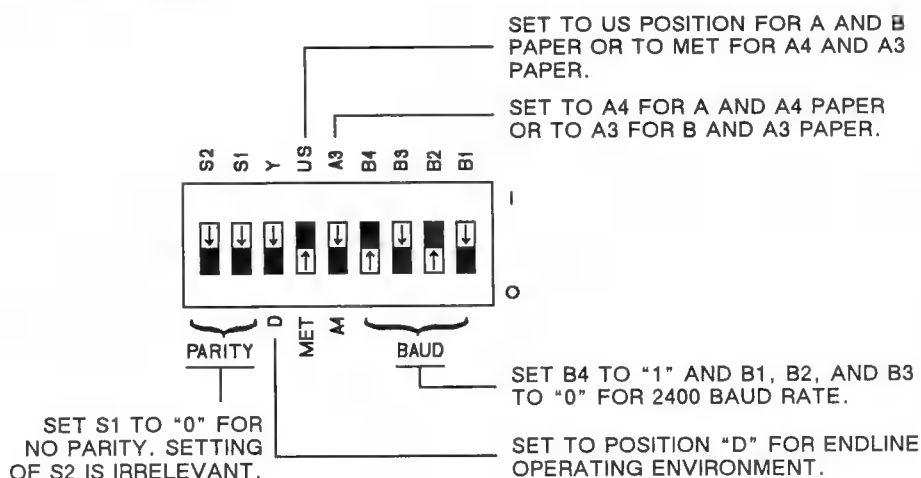 SET TO US POSITION FOR A AND B
PAPER OR TO MET FOR A4 AND A3
PAPER.
SET TO A4 FOR A AND A4 PAPER
OR TO A3 FOR B AND A3 PAPER.
S2 S1 Y US A3 B4 B3 B2 B1
I
O
D MET A4
PARITY BAUD
SET B4 TO "1" AND B1, B2, AND B3
TO "0" FOR 2400 BAUD RATE.
SET S1 TO "0" FOR
NO PARITY. SETTING
OF S2 IS IRRELEVANT.
SET TO POSITION "D" FOR ENDLINE
OPERATING ENVIRONMENT.